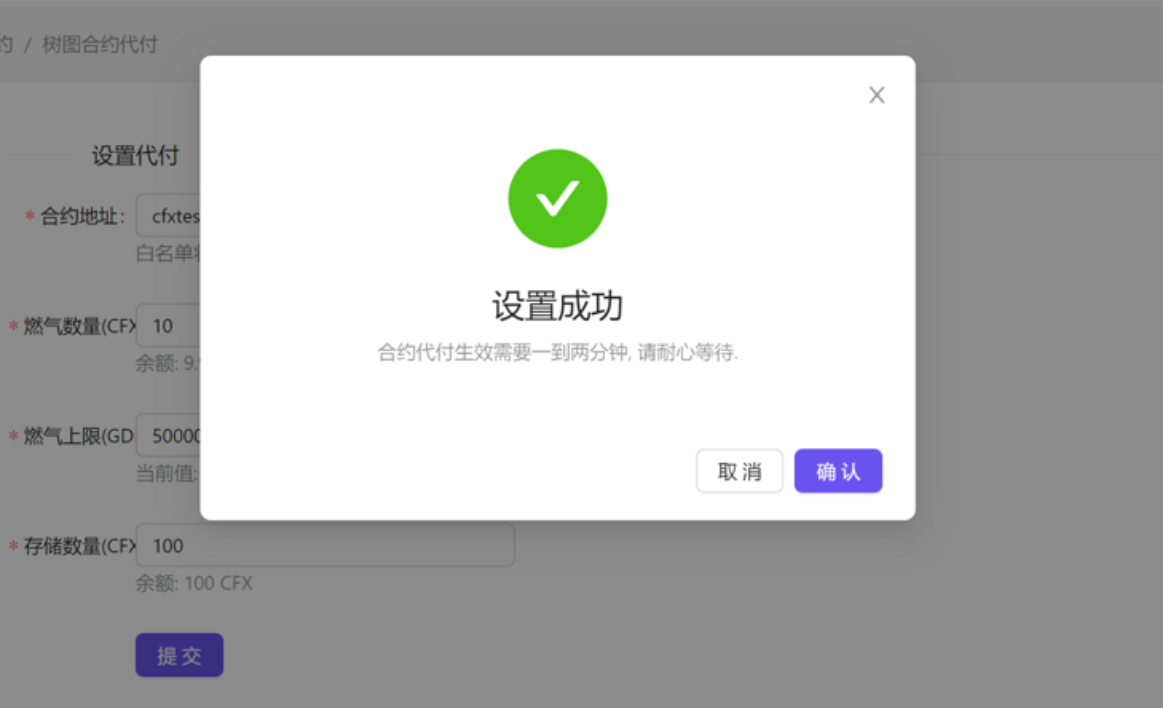 约 / 树图合约代付
设置代付
* 合约地址: cfxtes
白名单
* 燃气数量(CFX 10
余额: 9.
* 燃气上限(GD 50000
当前值:
* 存储数量(CFX 100
余额: 100 CFX
提交
设置成功
合约代付生效需要一到两分钟, 请耐心等待.
取消 确认